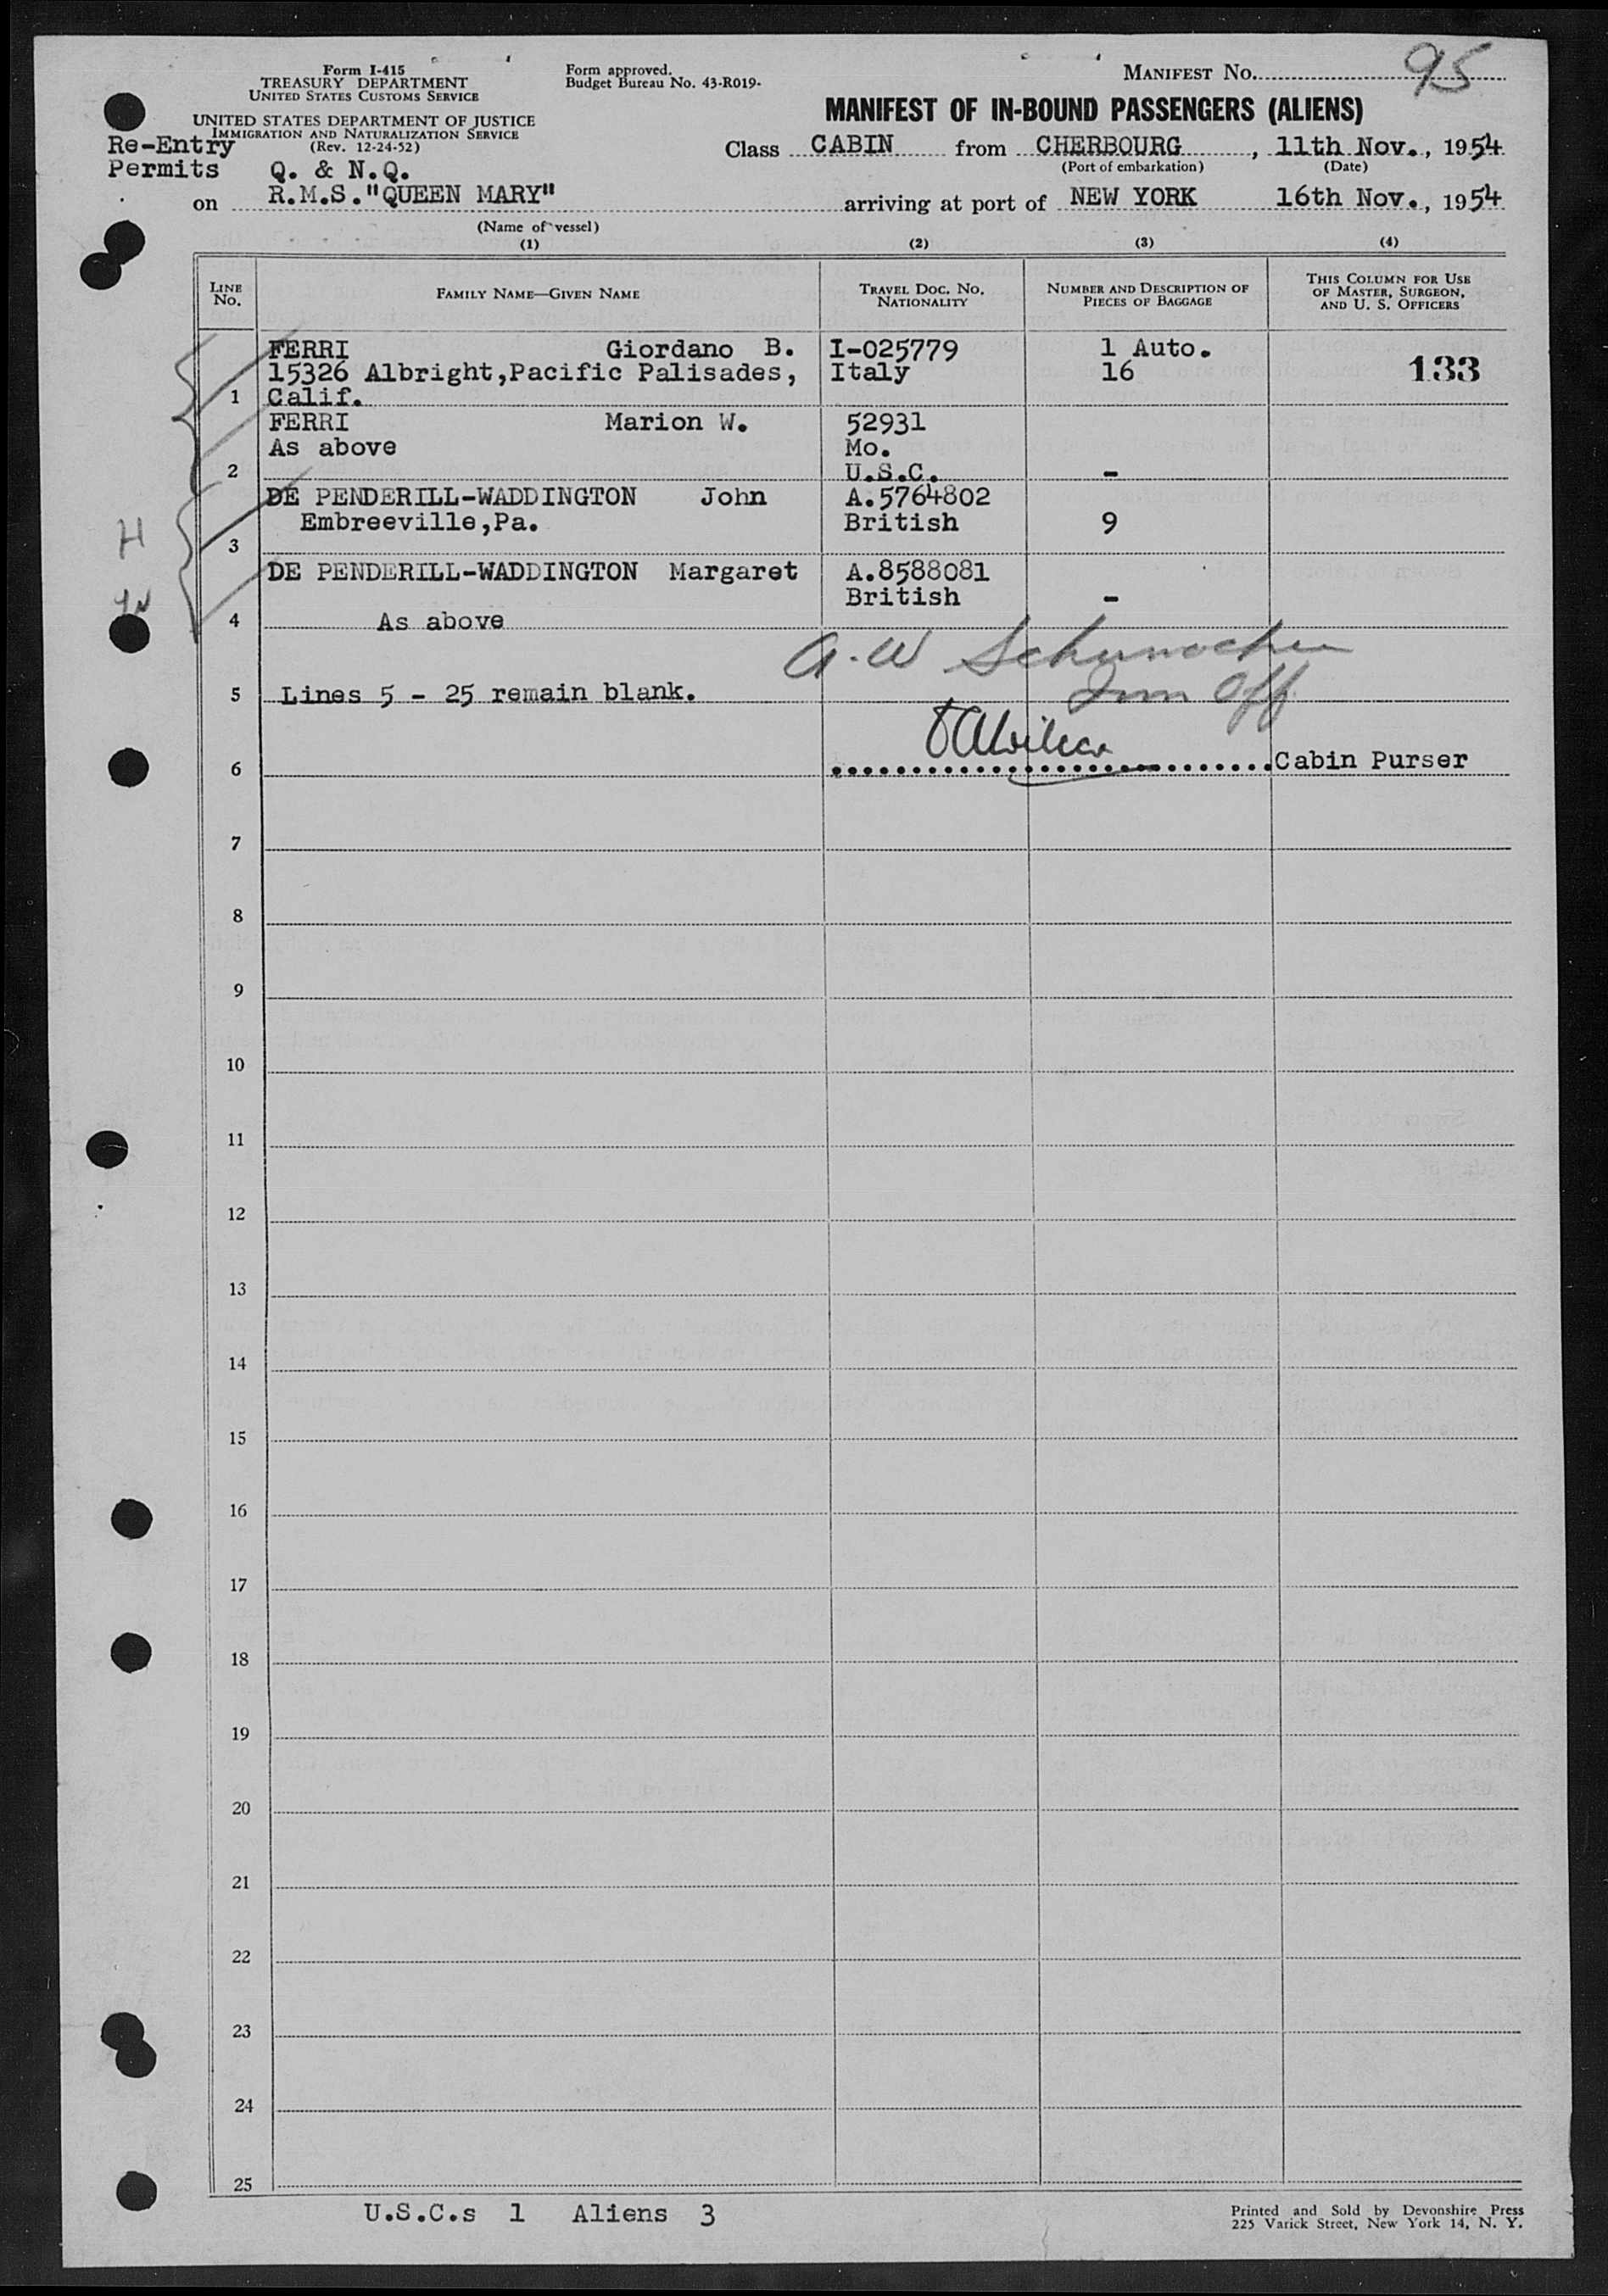 Form I-415
TREASURY DEPARTMENT
UNITED STATES CUSTOMS SERVICE
Form approved.
Budget Bureau No. 43-R019-
MANIFEST NO. 95
UNITED STATES DEPARTMENT OF JUSTICE
IMMIGRATION AND NATURALIZATION SERVICE
(Rev. 12-24-52)
MANIFEST OF IN-BOUND PASSENGERS (ALIENS)
Re-Entry
Permits Q. & N.Q.
Class CABIN from CHERBOURG, 11th Nov., 1954
(Port of embarkation) (Date)
on R.M.S."QUEEN MARY" arriving at port of NEW YORK 16th Nov., 1954
(Name of vessel)
(1) (2) (3) (4)
LINE NO. FAMILY NAME—GIVEN NAME TRAVEL DOC. NO. NATIONALITY NUMBER AND DESCRIPTION OF PIECES OF BAGGAGE THIS COLUMN FOR USE OF MASTER, SURGEON, AND U. S. OFFICERS
FERRI Giordano B. I-025779 1 Auto.
15326 Albright,Pacific Palisades, Italy 16 133
1 Calif.
FERRI Marion W. 52931
As above Mo.
2 U.S.C. -
DE PENDERILL-WADDINGTON John A.5764802
H Embreeville,Pa. British 9
3
DE PENDERILL-WADDINGTON Margaret A.8588081
British -
4 As above
A. W Schumacher
5 Lines 5 - 25 remain blank. Imm Off
6 Cabin Purser
7
8
9
10
11
12
13
14
15
16
17
18
19
20
21
22
23
24
25
U.S.C.s 1 Aliens 3
Printed and Sold by Devonshire Press
225 Varick Street, New York 14, N. Y.